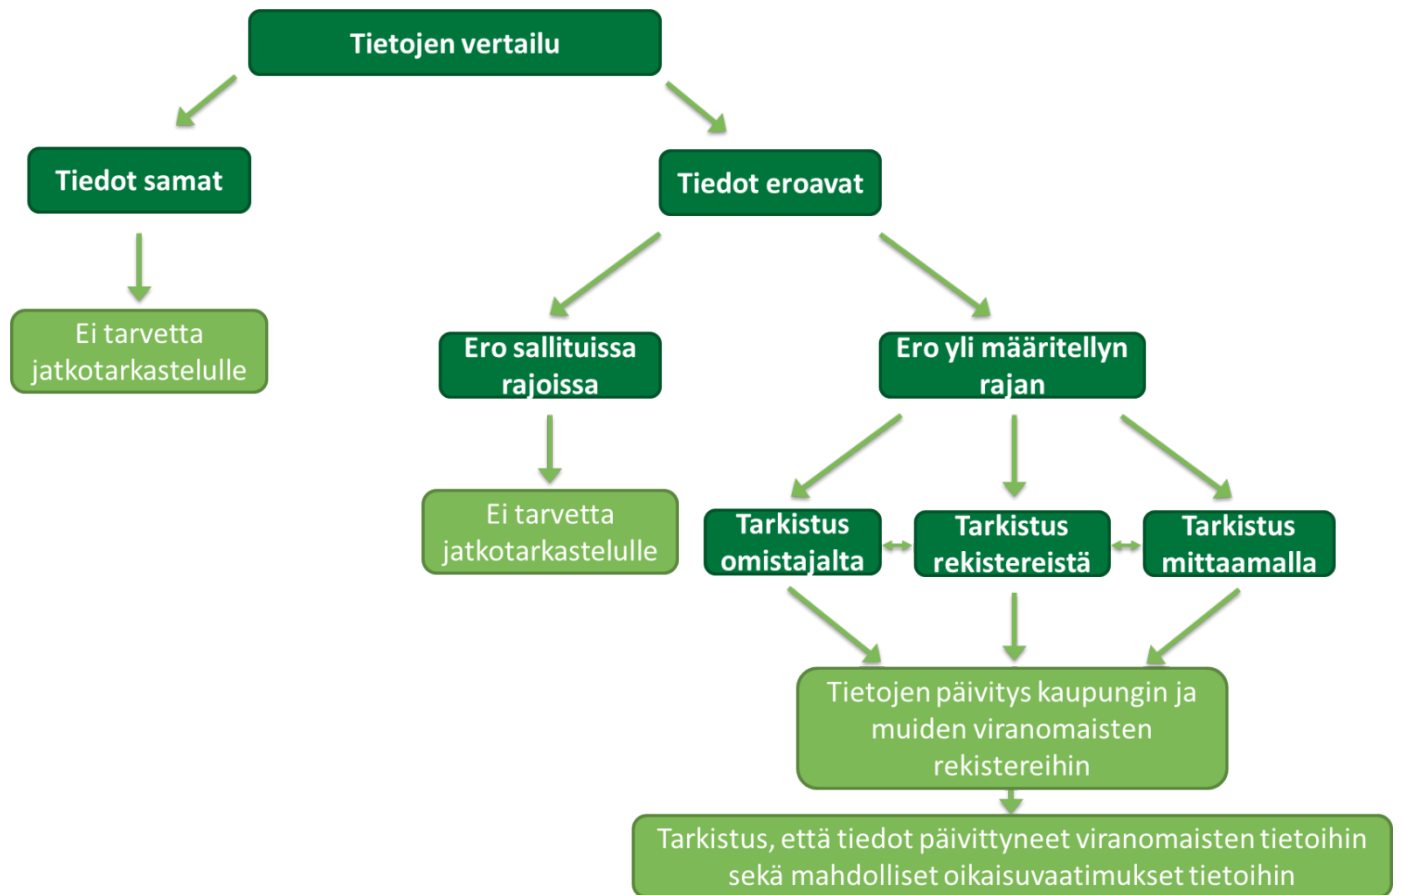 Tietojen vertailu
Tiedot samat
Tiedot eroavat
Ei tarvetta
jatkotarkastelulle
Ero sallituissa
rajoissa
Ero yli määritellyn
rajan
Ei tarvetta
jatkotarkastelulle
Tarkistus
omistajalta
Tarkistus
rekistereistä
Tarkistus
mittaamalla
Tietojen päivitys kaupungin ja
muiden viranomaisten
rekistereihin
Tarkistus, että tiedot päivittyneet viranomaisten tietoihin
sekä mahdolliset oikaisuvaatimukset tietoihin